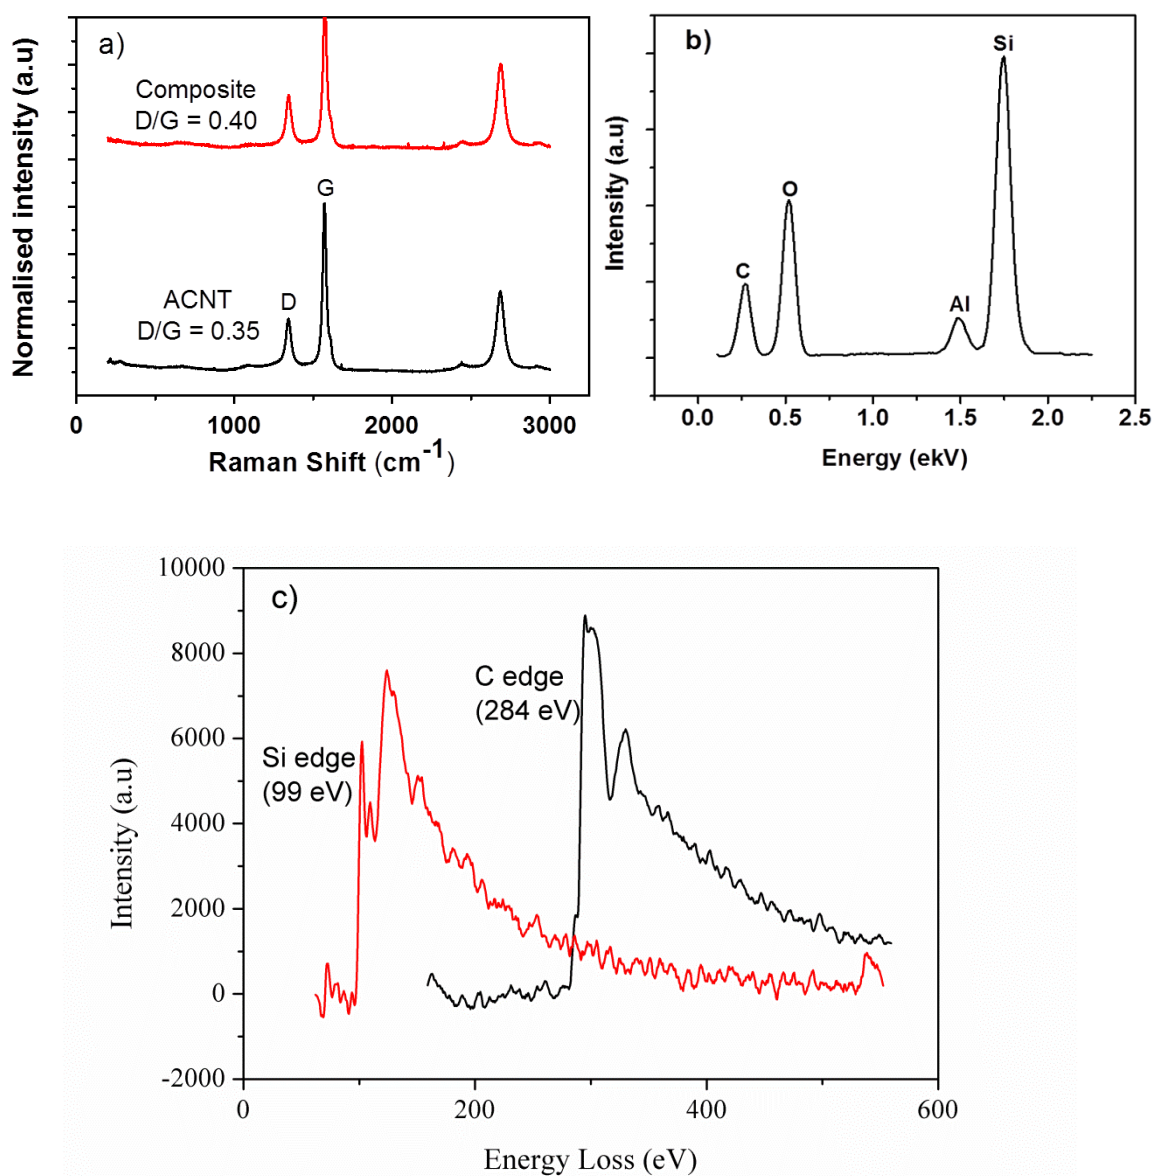 a)
Normalised intensity (a.u)
Composite
D/G = 0.40
G
ACNT
D/G = 0.35
D
0
1000
2000
3000
Raman Shift (cm-1)
b)
Intensity (a.u)
C
O
Al
Si
0.0
0.5
1.0
1.5
2.0
2.5
Energy (ekV)
c)
Intensity (a.u)
10000
8000
6000
4000
2000
0
-2000
C edge
(284 eV)
Si edge
(99 eV)
0
200
400
600
Energy Loss (eV)